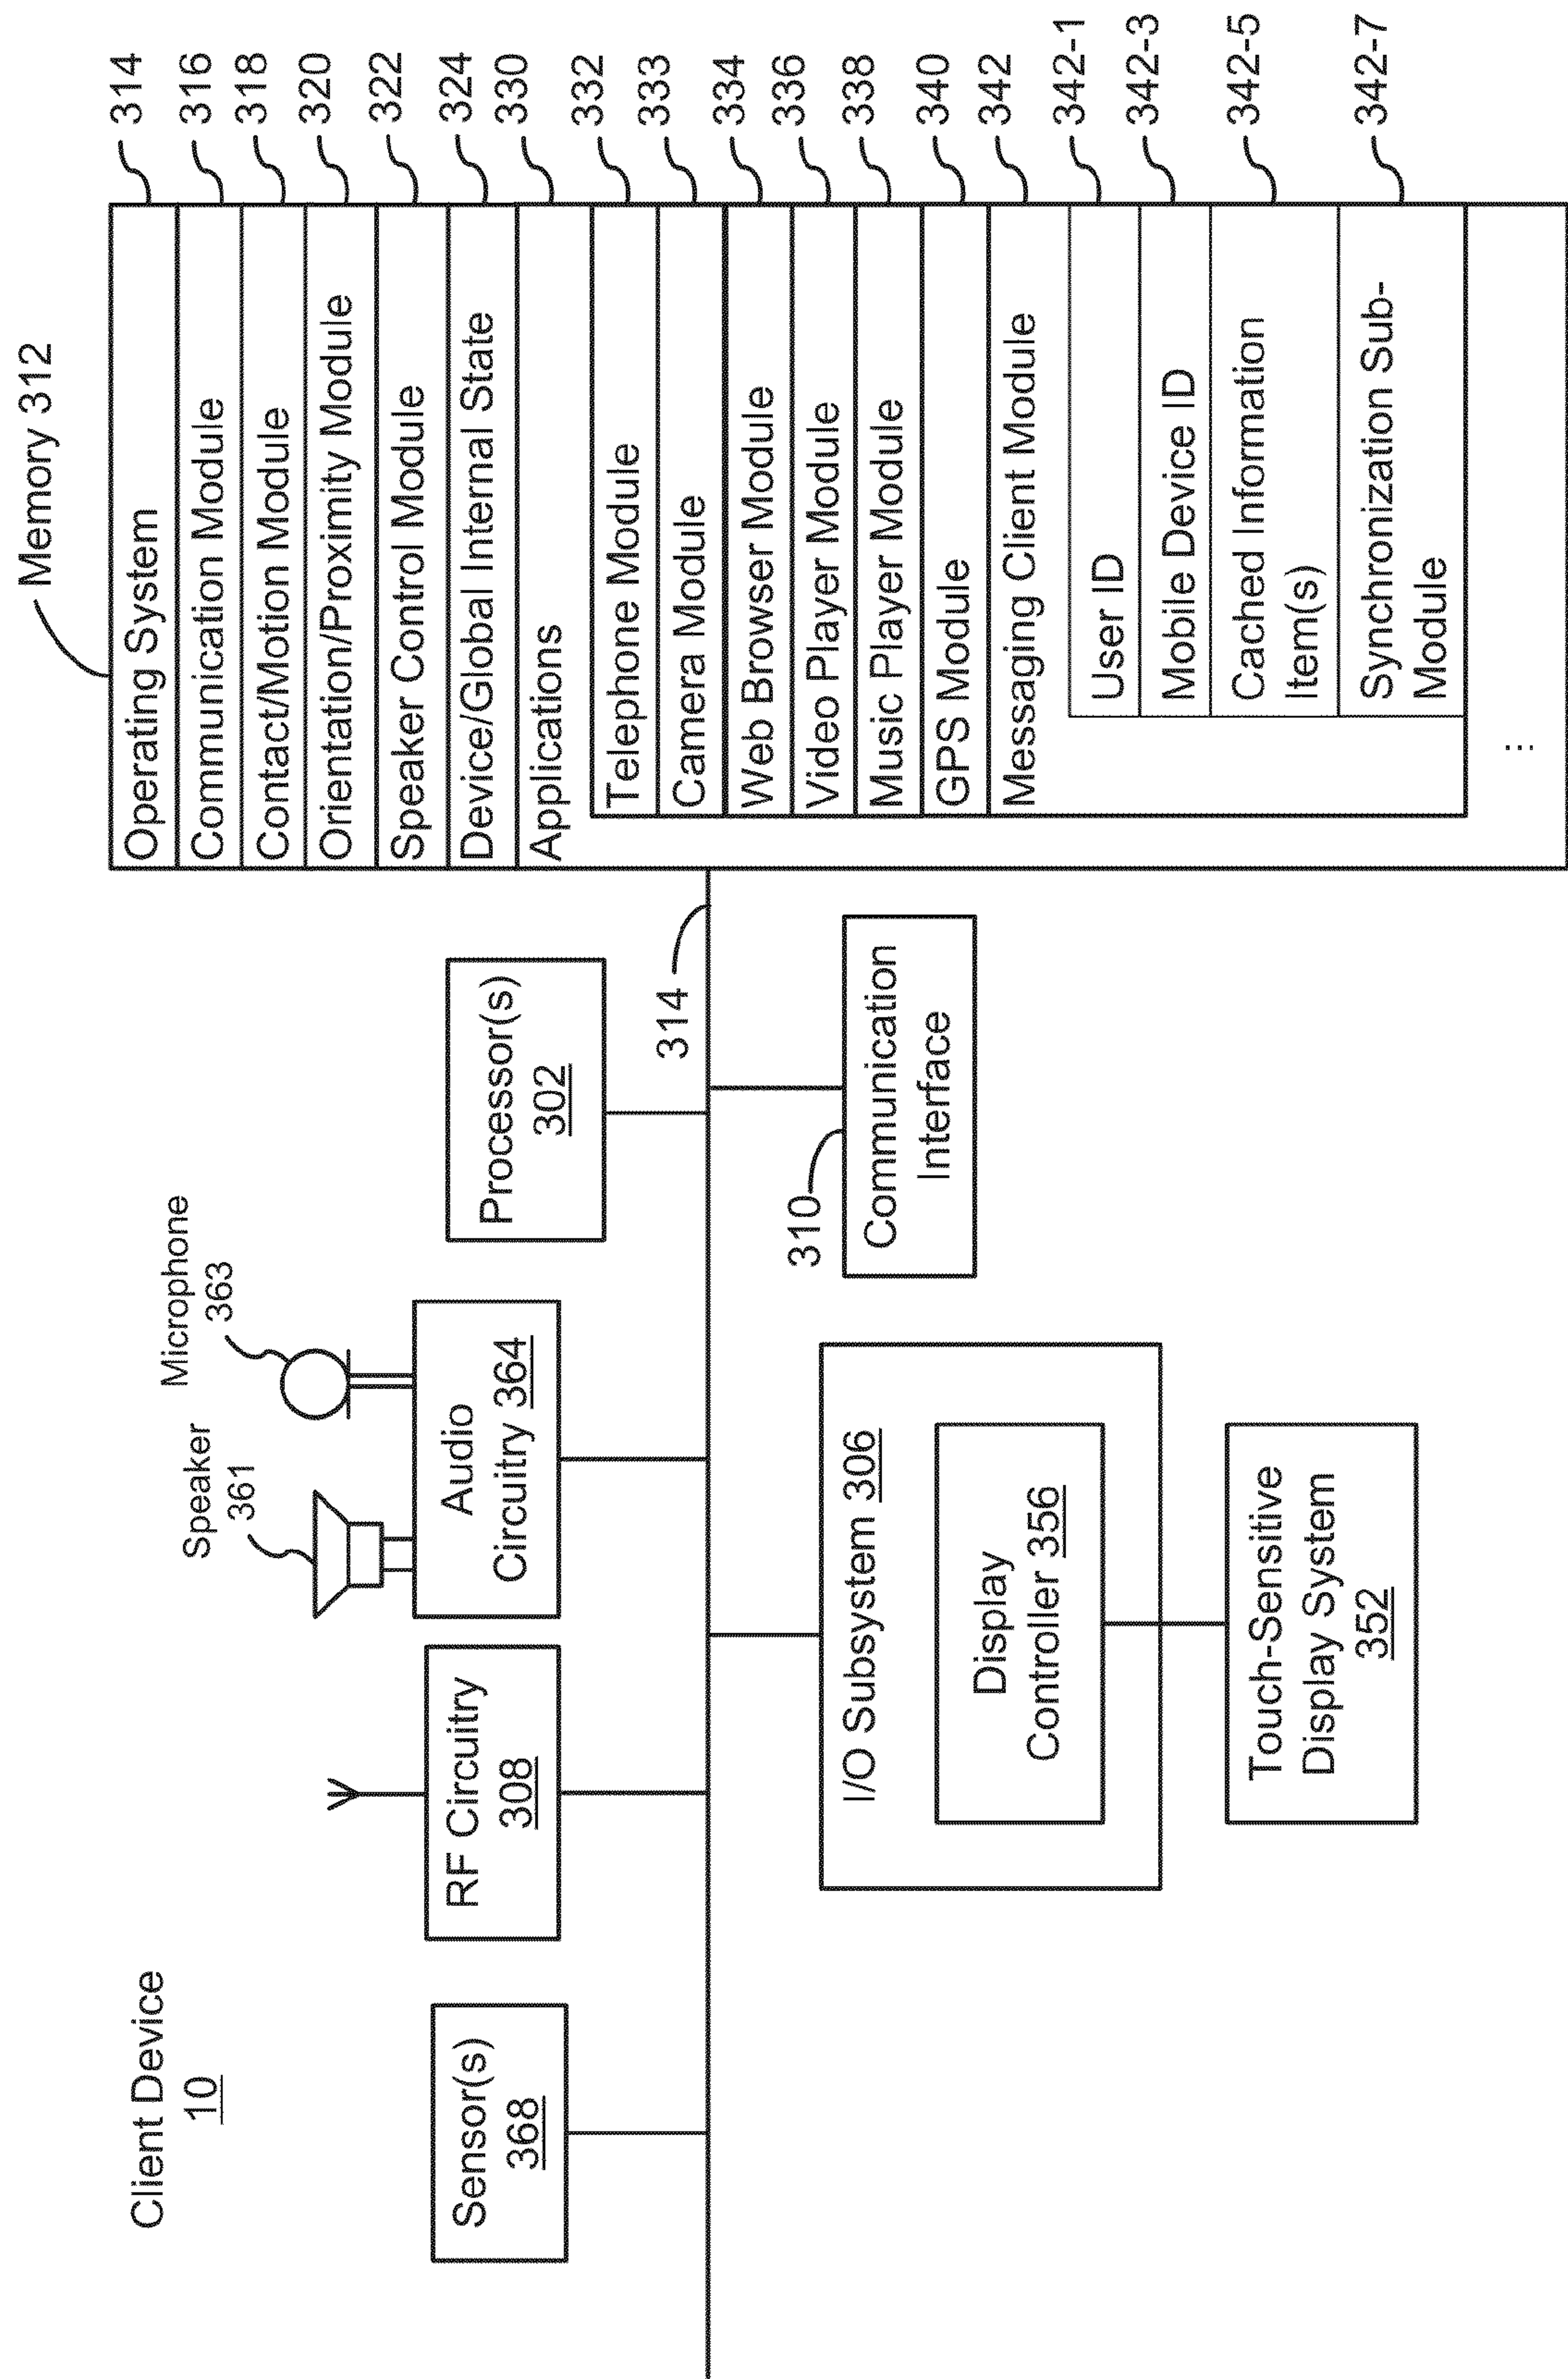 Client Device
10
Sensor(s)
368
RF Circuitry
308
Speaker
361
Microphone
363
Audio
Circuitry 364
Processor(s)
302
314
310
Communication
Interface
I/O Subsystem 306
Display
Controller 356
Touch-Sensitive
Display System
352
Memory 312
Operating System 314
Communication Module 316
Contact/Motion Module 318
Orientation/Proximity Module 320
Speaker Control Module 322
Device/Global Internal State 324
Applications 330
Telephone Module 332
Camera Module 333
Web Browser Module 334
Video Player Module 336
Music Player Module 338
GPS Module 340
Messaging Client Module 342
User ID 342-1
Mobile Device ID 342-3
Cached Information 342-5
Item(s)
Synchronization Sub- 342-7
Module
...